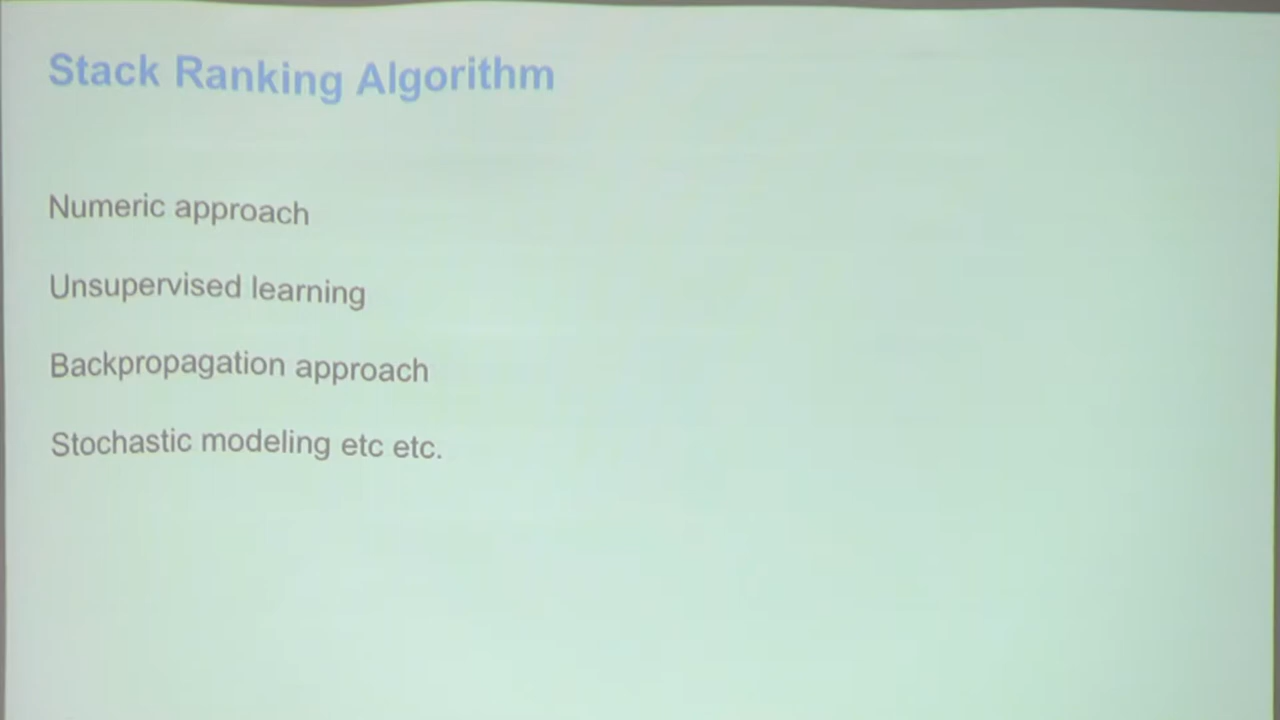 Stack Ranking Algorithm
Numeric approach
Unsupervised learning
Backpropagation approach
Stochastic modeling etc etc.